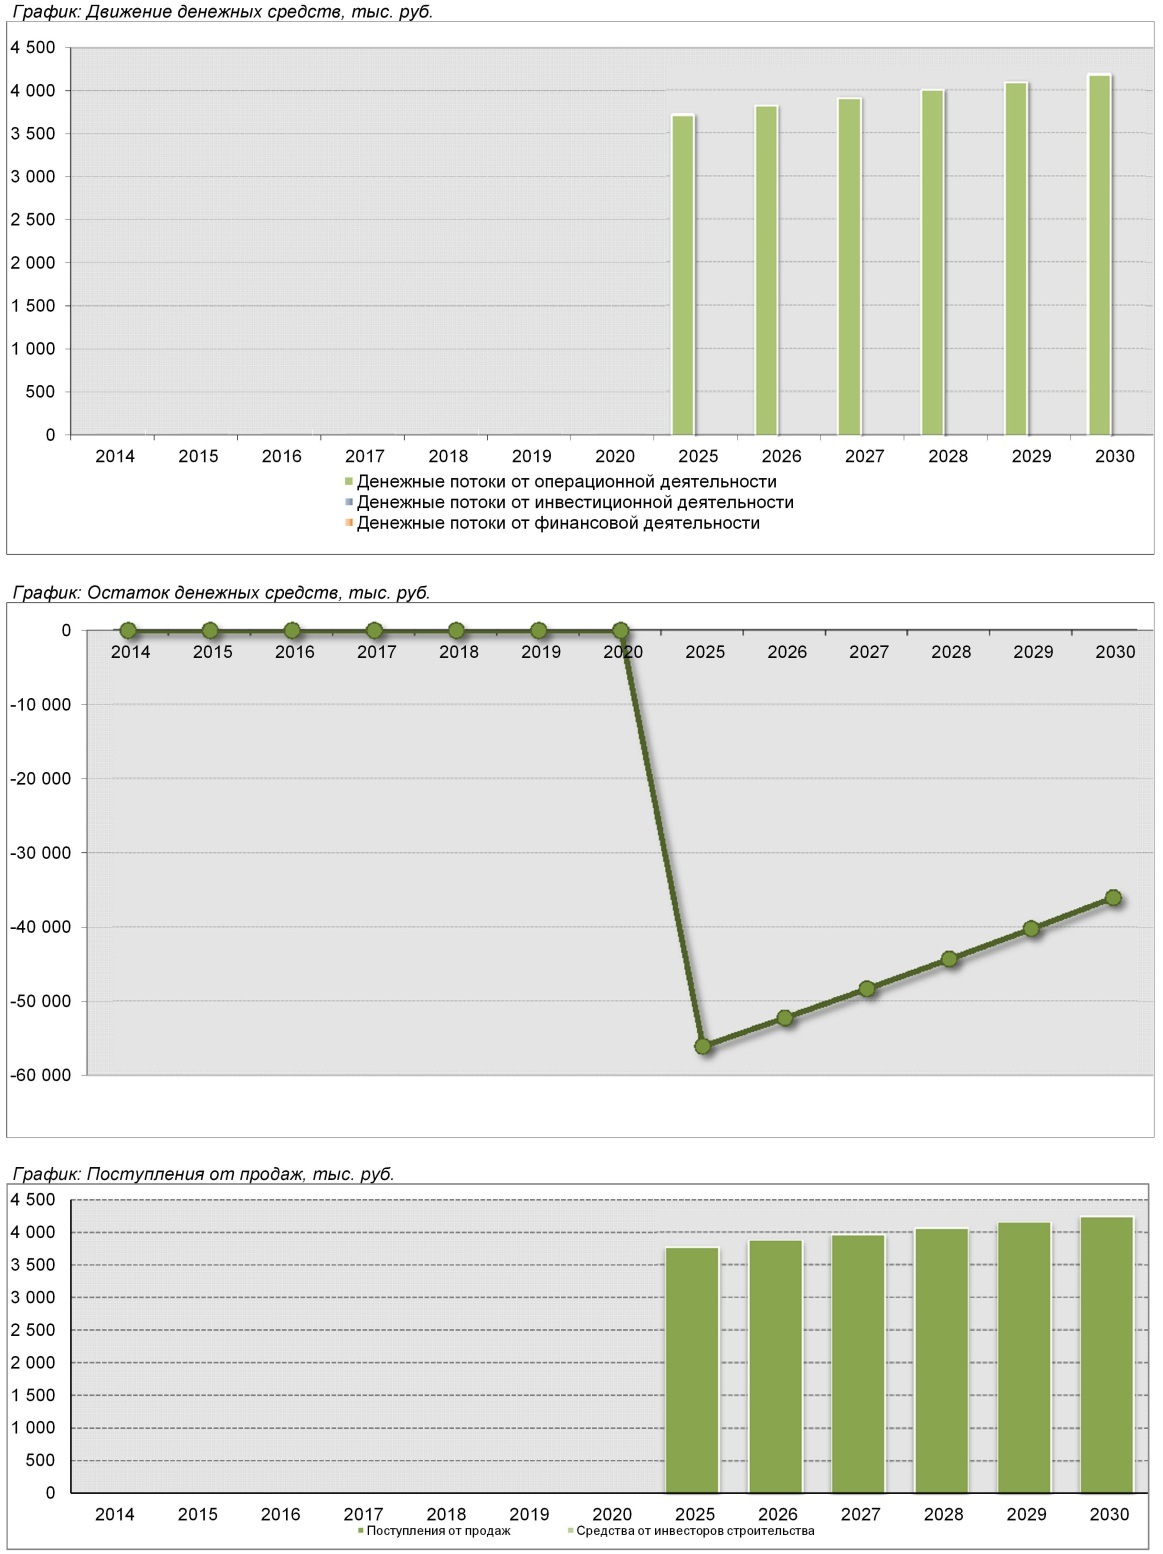 График: Движение денежных средств, тыс. руб.
4 500
4 000
3 500
3 000
2 500
2 000
1 500
1 000
500
0
2014 2015 2016 2017 2018 2019 2020 2025 2026 2027 2028 2029 2030
Денежные потоки от операционной деятельности
Денежные потоки от инвестиционной деятельности
Денежные потоки от финансовой деятельности
График: Остаток денежных средств, тыс. руб.
0
2014 2015 2016 2017 2018 2019 2020 2025 2026 2027 2028 2029 2030
-10 000
-20 000
-30 000
-40 000
-50 000
-60 000
График: Поступления от продаж, тыс. руб.
4 500
4 000
3 500
3 000
2 500
2 000
1 500
1 000
500
0
2014 2015 2016 2017 2018 2019 2020 2025 2026 2027 2028 2029 2030
Поступления от продаж Средства от инвесторов строительства